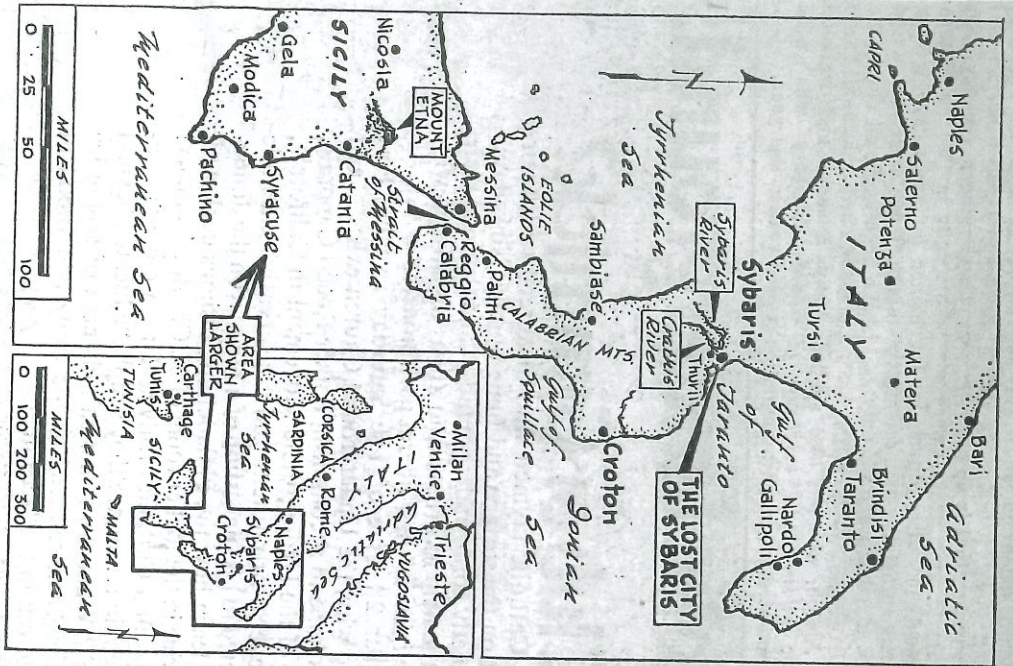 Naples
CAPRI
Salerno
Potenga
ITALY
Matera
Bari
Adriatic
Sea
Brindisi
Taranto
Nardo
Gallipoli
Tursi
Gulf
of
Taranto
Tyrrhenian
Sea
Sybaris
River
Sybaris
Crathis
River
Thurii
THE LOST CITY
OF SYBARIS
EOLIE
ISLANDS
Sambiase
CALABRIAN MTS.
Croton
Gulf of
Squillace
Ionian
Sea
Palmi
Reggio
Calabria
Messina
Strait
of Messina
MOUNT
ETNA
Nicosia
SICILY
Catania
Gela
Modica
Syracuse
Pachino
Mediterranean Sea
MILES
0 25 50 100
AREA
SHOWN
LARGER
Milan
Venice
Trieste
ITALY
YUGOSLAVIA
Adriatic Sea
CORSICA
Rome
SARDINIA
Tyrrhenian
Sea
Naples
Sybaris
Croton
Carthage
Tunis
TUNISIA
SICILY
MALTA
Mediterranean
Sea
N
MILES
0 100 200 300